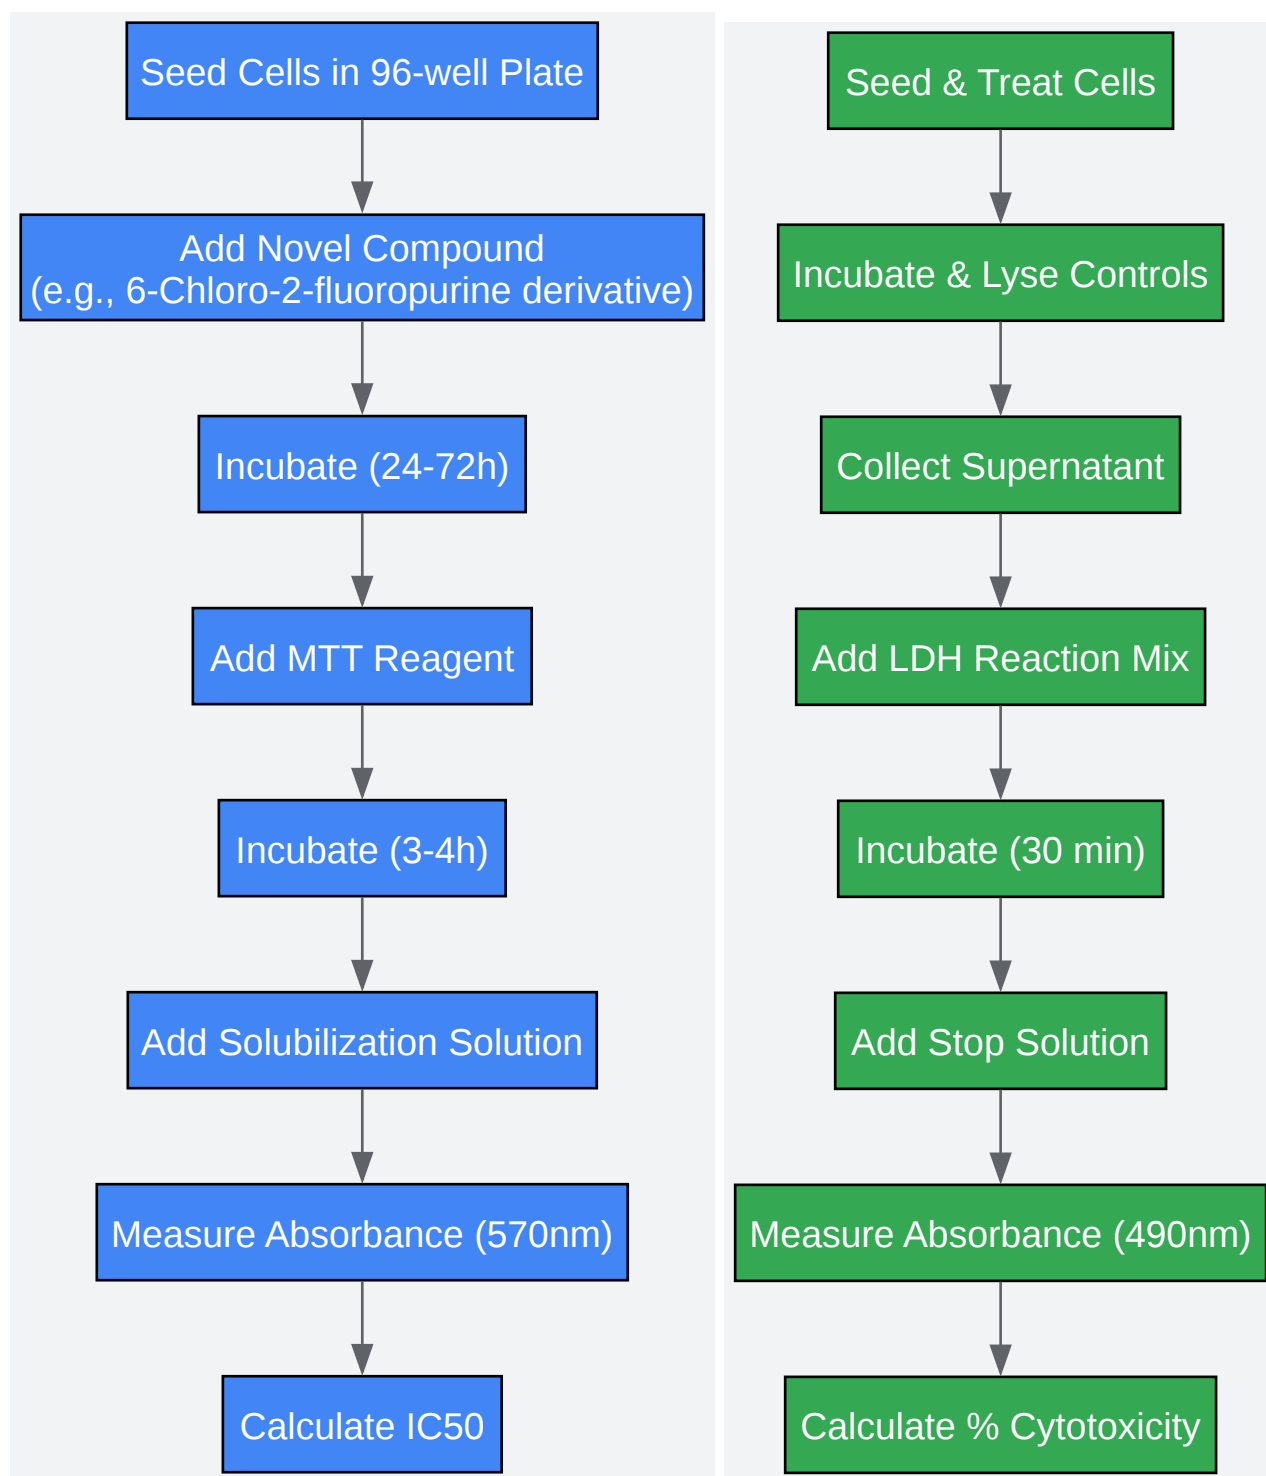 Seed Cells in 96-well Plate
Add Novel Compound
(e.g., 6-Chloro-2-fluoropurine derivative)
Incubate (24-72h)
Add MTT Reagent
Incubate (3-4h)
Add Solubilization Solution
Measure Absorbance (570nm)
Calculate IC50
Seed & Treat Cells
Incubate & Lyse Controls
Collect Supernatant
Add LDH Reaction Mix
Incubate (30 min)
Add Stop Solution
Measure Absorbance (490nm)
Calculate % Cytotoxicity